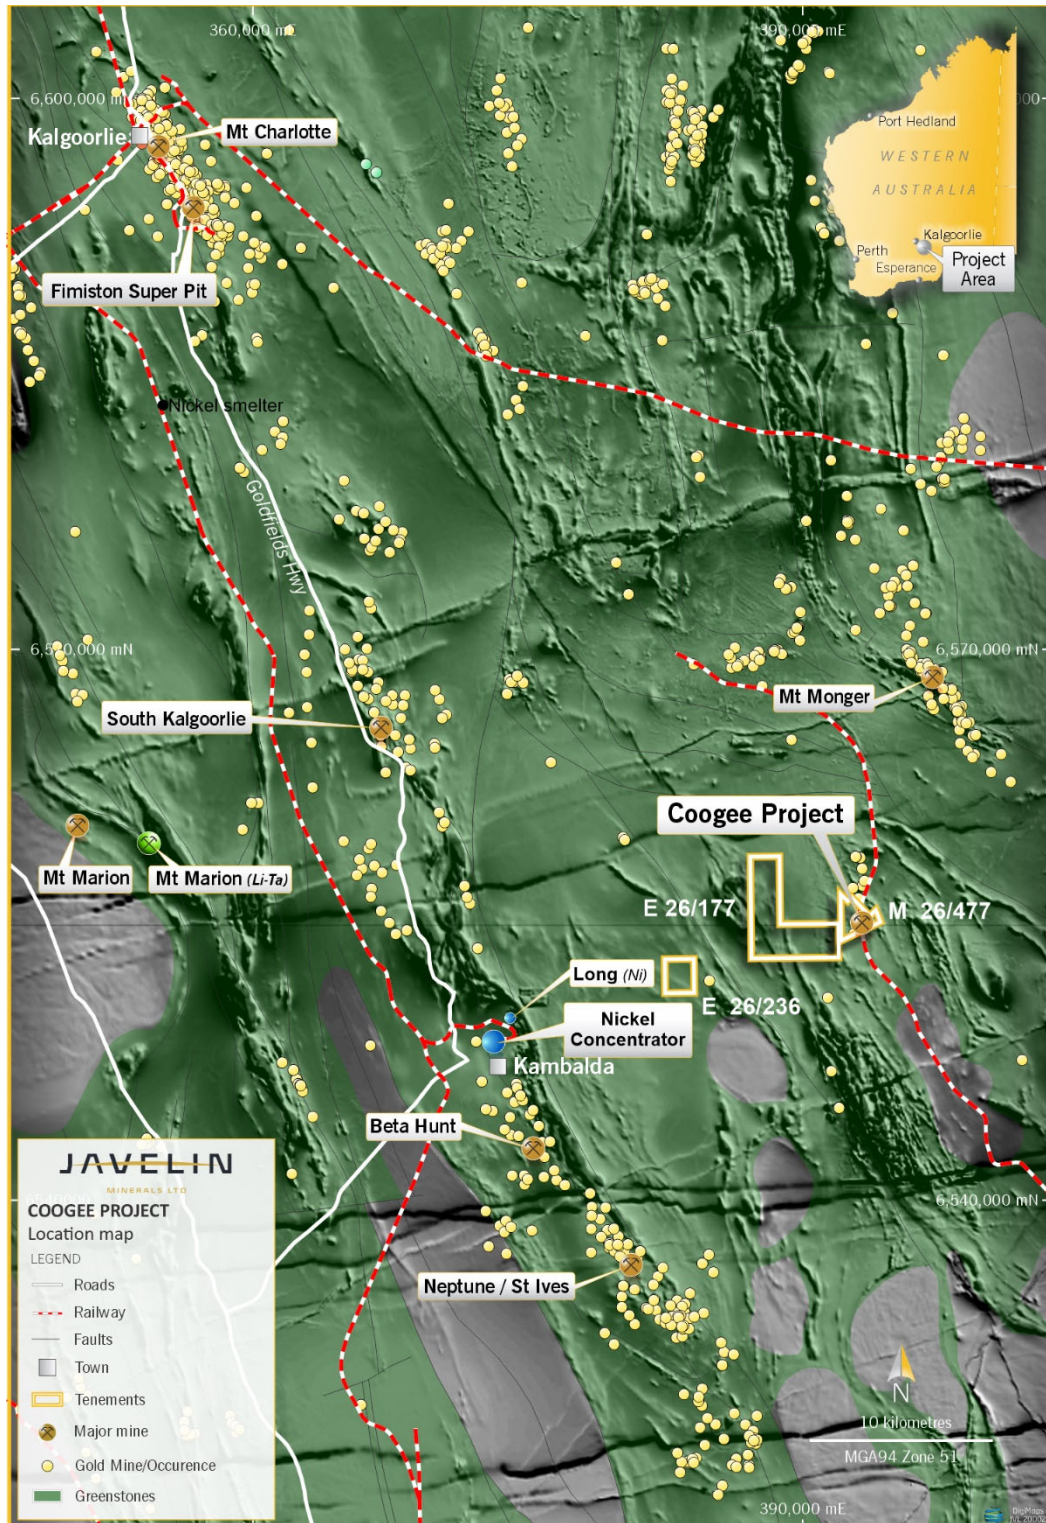 360,000 mE
390,000 mE
6,600,000 m
000 mN
Kalgoorlie
Mt Charlotte
Fimiston Super Pit
Port Hedland
WESTERN
AUSTRALIA
Kalgoorlie
Perth
Esperance
Project
Area
Nickel smelter
Goldfields Hwy
000 mN
6,570,000 mN
Mt Monger
South Kalgoorlie
Coogee Project
Mt Marion
Mt Marion (Li-Ta)
E 26/177
M 26/477
Long (Ni)
E 26/236
Nickel
Concentrator
Kambalda
Beta Hunt
6,540,000 mN
Neptune / St Ives
JAVELIN
MINERALS LTD
COOGEE PROJECT
Location map
LEGEND
Roads
Railway
Faults
Town
Tenements
Major mine
Gold Mine/Occurence
Greenstones
N
10 kilometres
MGA94 Zone 51
390,000 mE
DigMaps